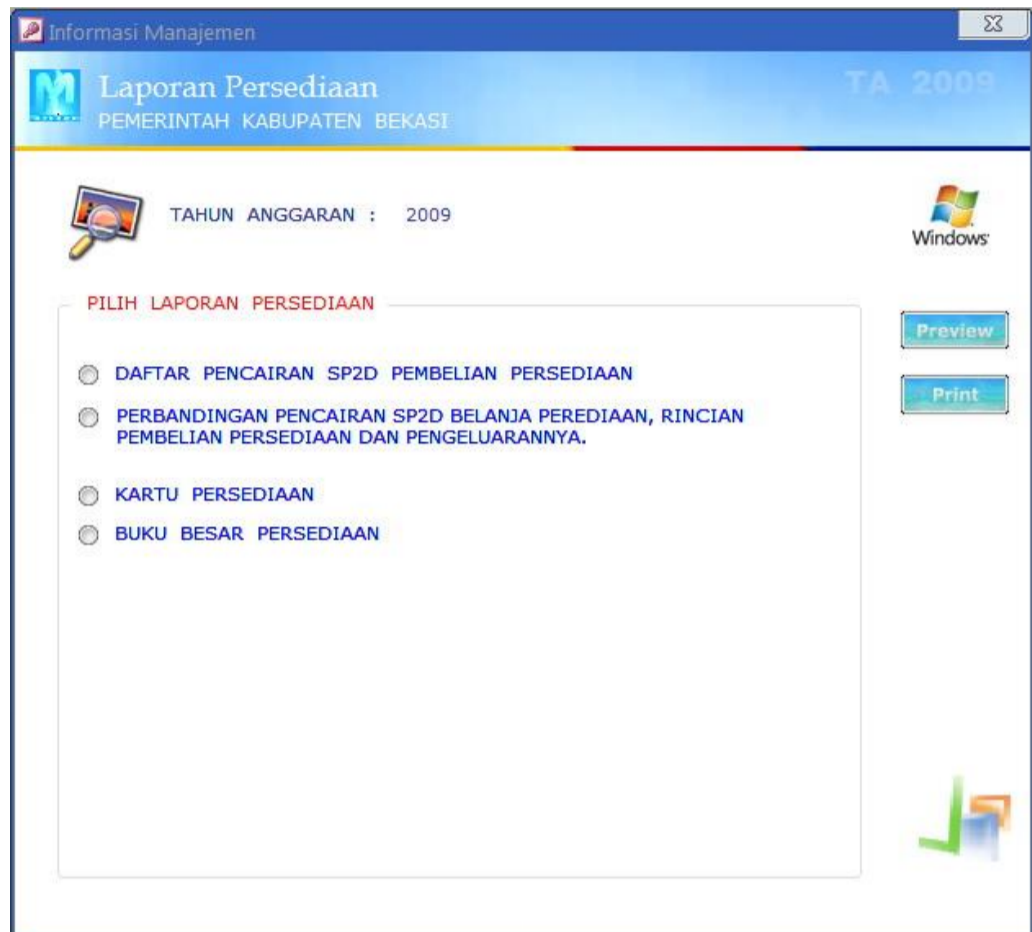 Informasi Manajemen
Laporan Persediaan
TA 2009
PEMERINTAH KABUPATEN BEKASI
TAHUN ANGGARAN : 2009
Windows
PILIH LAPORAN PERSEDIAAN
Preview
DAFTAR PENCAIRAN SP2D PEMBELIAN PERSEDIAAN
Print
PERBANDINGAN PENCAIRAN SP2D BELANJA PEREDIAAN, RINCIAN
PEMBELIAN PERSEDIAAN DAN PENGELUARANNYA.
KARTU PERSEDIAAN
BUKU BESAR PERSEDIAAN